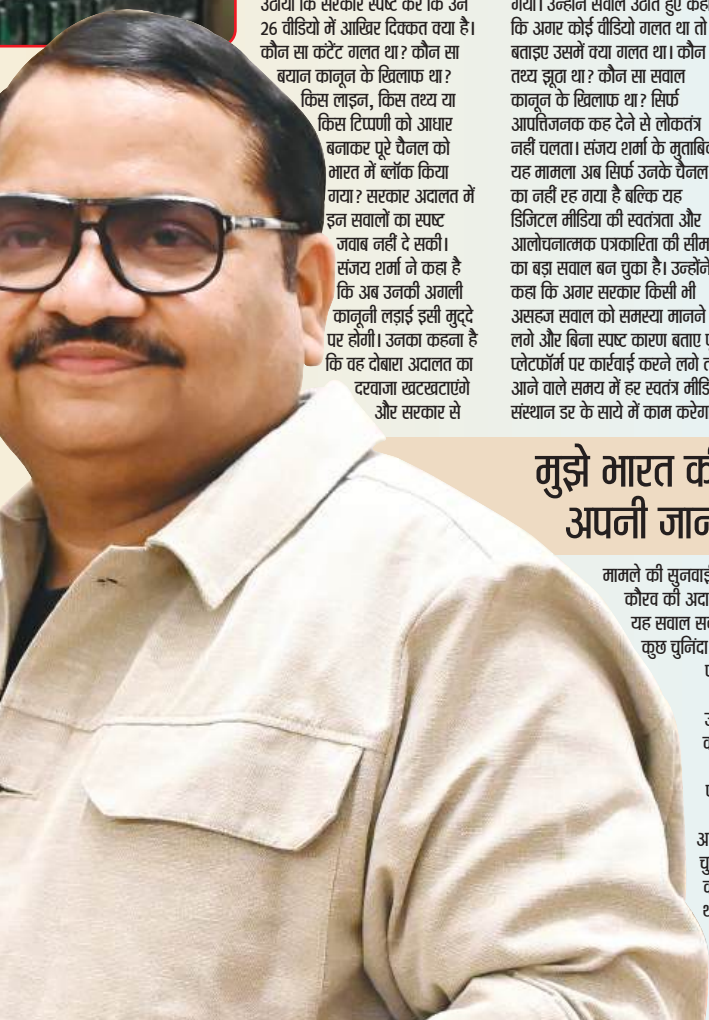 उठाया कि सरकार स्पष्ट करे कि उन
26 वीडियो में आखिर दिक्कत क्या है।
कौन सा कंटेंट गलत था? कौन सा
बयान कानून के खिलाफ था?
किस लाइन, किस तथ्य या
किस टिप्पणी को आधार
बनाकर पूरे चैनल को
भारत में ब्लॉक किया
गया? सरकार अदालत में
इन सवालों का स्पष्ट
जवाब नहीं दे सकी।
संजय शर्मा ने कहा है
कि अब उनकी अगली
कानूनी लड़ाई इसी मुद्दे
पर होगी। उनका कहना है
कि वह दोबारा अदालत का
दरवाजा खटखटाएंगे
और सरकार से
गया। उन्होंने सवाल उठाते हुए कहा
कि अगर कोई वीडियो गलत था तो
बताइए उसमें क्या गलत था। कौन
तथ्य झूठा था? कौन सा सवाल
कानून के खिलाफ था? सिर्फ
आपत्तिजनक कह देने से लोकतंत्र
नहीं चलता। संजय शर्मा के
यह मामला अब सिर्फ उनके चैनल
का नहीं रह गया है बल्कि यह
डिजिटल मीडिया की स्वतंत्रता और
आलोचनात्मक पत्रकारिता की
का बड़ा सवाल बन चुका है। उन्होंने
कहा कि अगर सरकार किसी भी
असहज सवाल को समस्या मानने
लगे और बिना स्पष्ट कारण बताए
प्लेटफॉर्म पर कार्रवाई करने लगे
आने वाले समय में हर स्वतंत्र
संस्थान डर के साये में काम
मुझे भारत की
अपनी
मामले की सुनवाई
कौरव की
यह सवाल
कुछ चुनिंदा